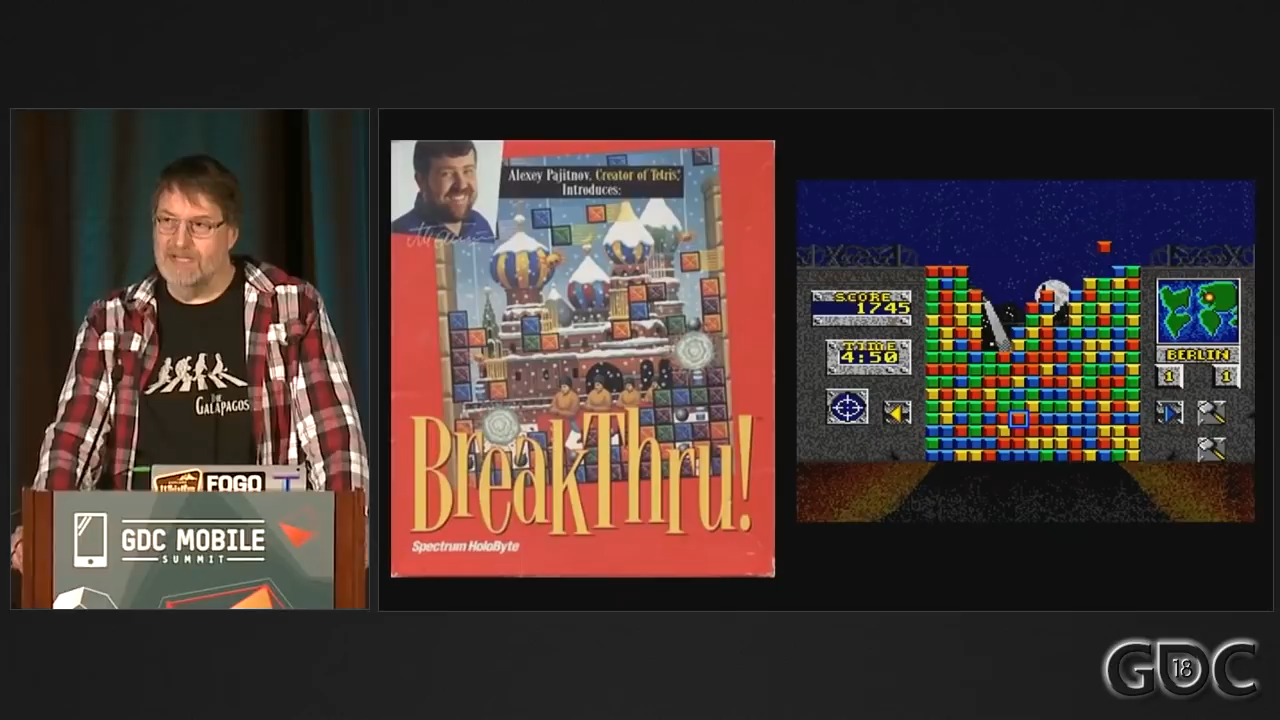 THE
GALAPAGOS
FOGO
T
GDC MOBILE
SUMMIT
Alexey Pajitnov, Creator of Tetris,
Introduces:
BreakThru!
Spectrum HoloByte
SCORE
1745
TIME
4:50
BERLIN
1 1
GDC
18